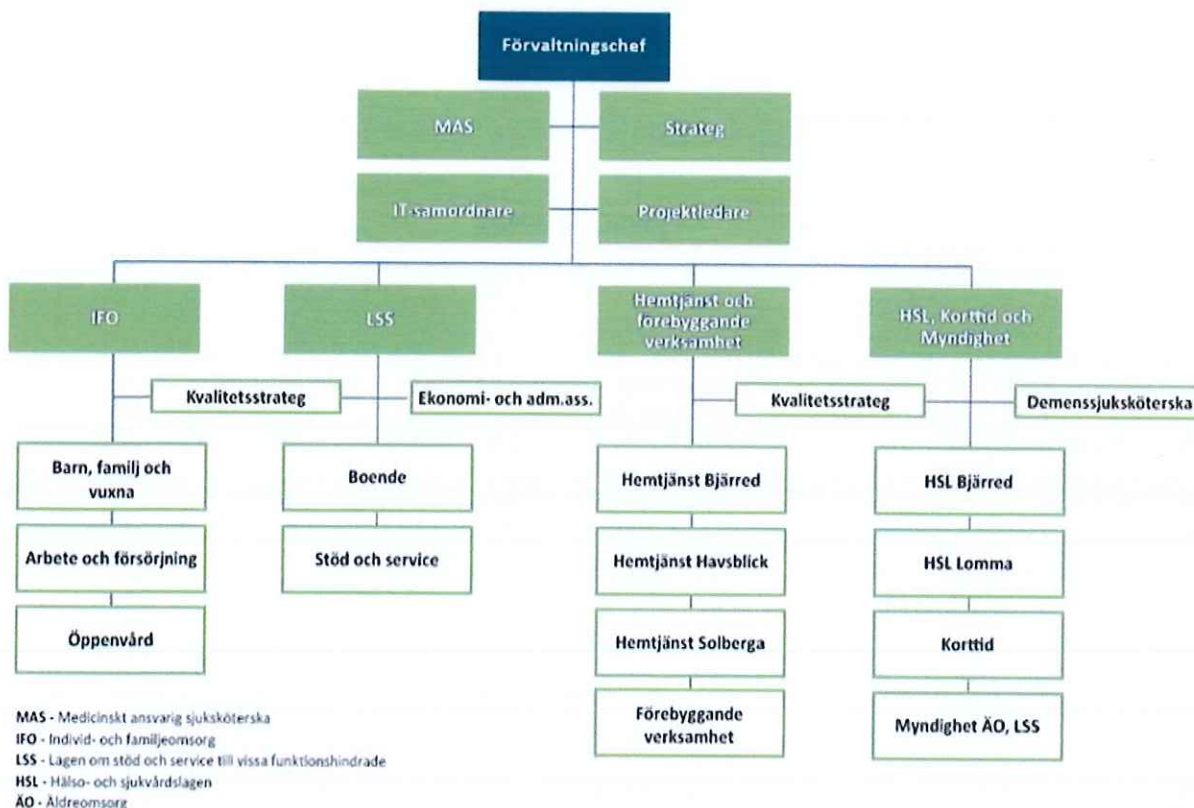 Förvaltningschef
MAS
Strateg
IT-samordnare
Projektledare
IFO
LSS
Hemtjänst och
förebyggande
verksamhet
HSL, Korttid och
Myndighet
Kvalitetsstrateg
Ekonomi- och adm.ass.
Kvalitetsstrateg
Demenssjuksköterska
Barn, familj och
vuxna
Boende
Hemtjänst Bjärred
HSL Bjärred
Arbete och försörjning
Stöd och service
Hemtjänst Havsblick
HSL Lomma
Öppenvård
Hemtjänst Solberga
Korttid
Förebyggande
verksamhet
Myndighet ÄO, LSS
MAS - Medicinskt ansvarig sjuksköterska
IFO - Individ- och familjeomsorg
LSS - Lagen om stöd och service till vissa funktionshindrade
HSL - Hälso- och sjukvårdslagen
ÄO - Äldreomsorg